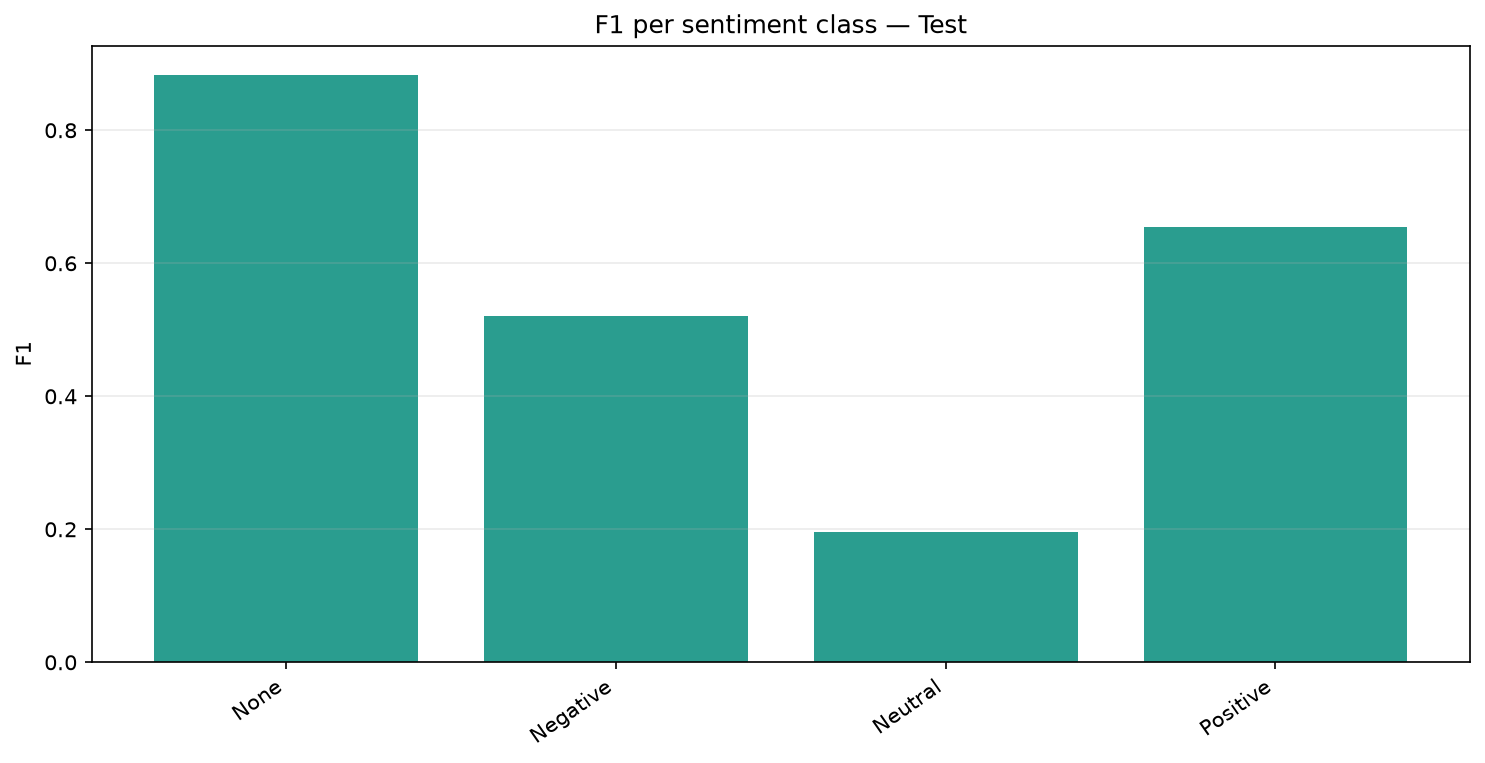 F1 per sentiment class — Test
F1
0.8
0.6
0.4
0.2
0.0
None
Negative
Neutral
Positive